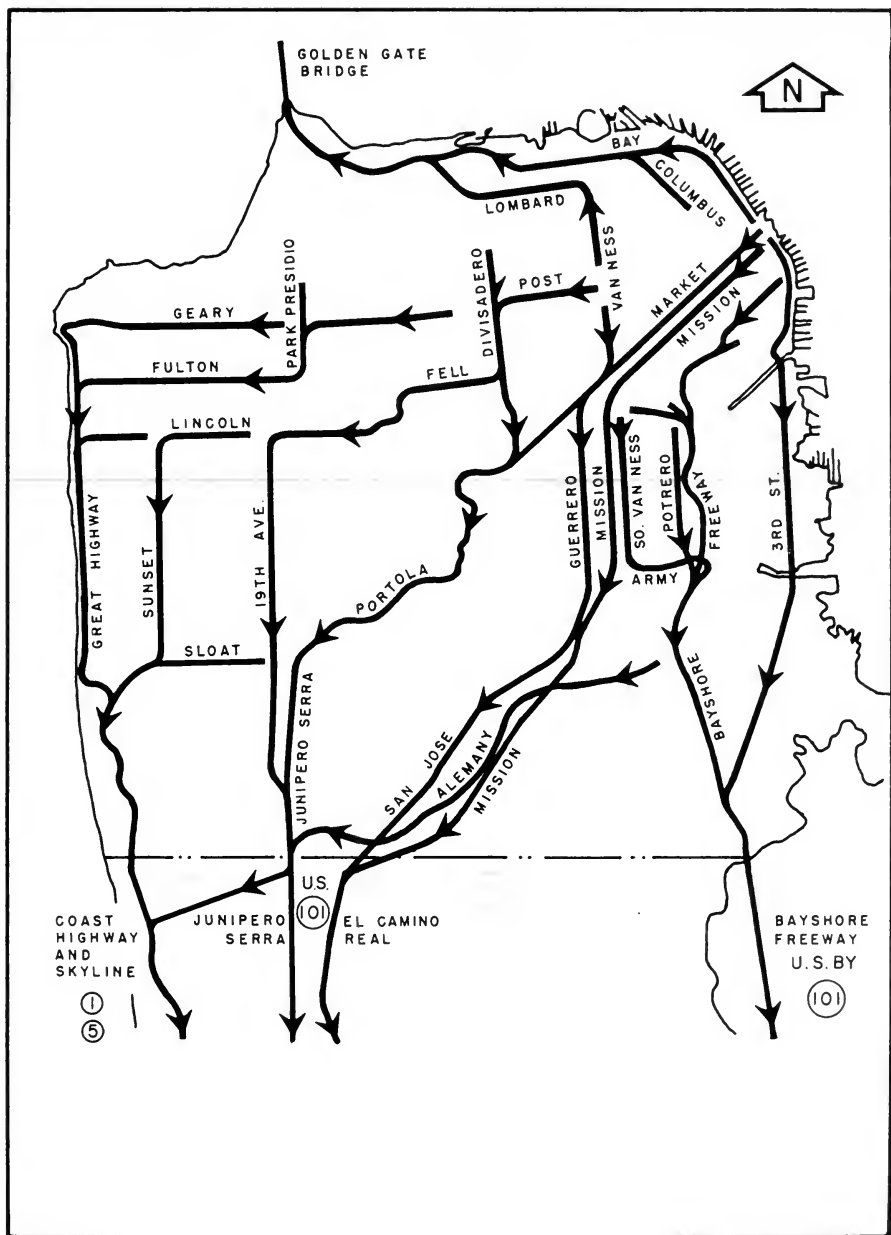 GOLDEN GATE
BRIDGE
N
BAY
COLUMBUS
LOMBARD
VAN NESS
PARK PRESIDIO
DIVISADERO
POST
MARKET
MISSION
GEARY
FULTON
FELL
LINCOLN
GREAT HIGHWAY
SUNSET
19TH AVE.
GUERRERO
MISSION
SO. VAN NESS
POTRERO
FREEWAY
3RD ST.
ARMY
PORTOLA
SLOAT
JUNIPERO SERRA
BAYSHORE
SAN JOSE
ALEMANY
MISSION
U.S.
101
COAST
HIGHWAY
AND
SKYLINE
1
5
JUNIPERO
SERRA
EL CAMINO
REAL
BAYSHORE
FREEWAY
U.S. BY
101